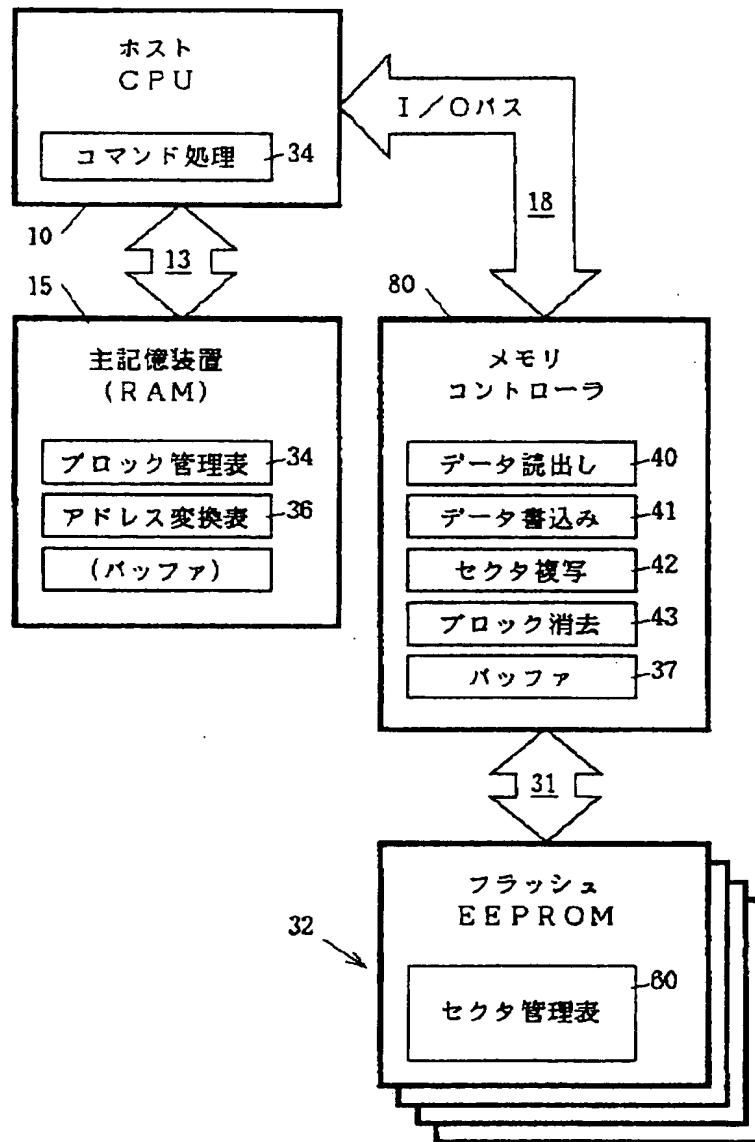 ホスト
CPU
コマンド処理
34
10
I/Oバス
18
13
15
主記憶装置
(RAM)
ブロック管理表
34
アドレス変換表
36
(バッファ)
80
メモリ
コントローラ
データ読出し
40
データ書込み
41
セクタ複写
42
ブロック消去
43
バッファ
37
31
32
フラッシュ
EEPROM
セクタ管理表
60